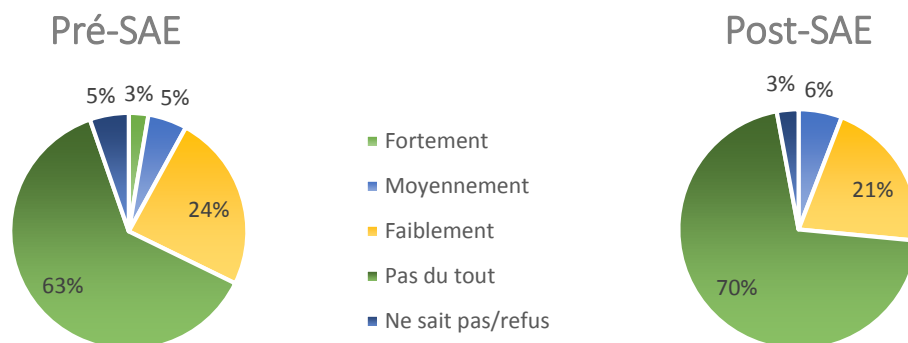 Pré-SAE
5%
3%
5%
24%
63%
Fortement
Moyennement
Faiblement
Pas du tout
Ne sait pas/refus
Post-SAE
3%
6%
21%
70%